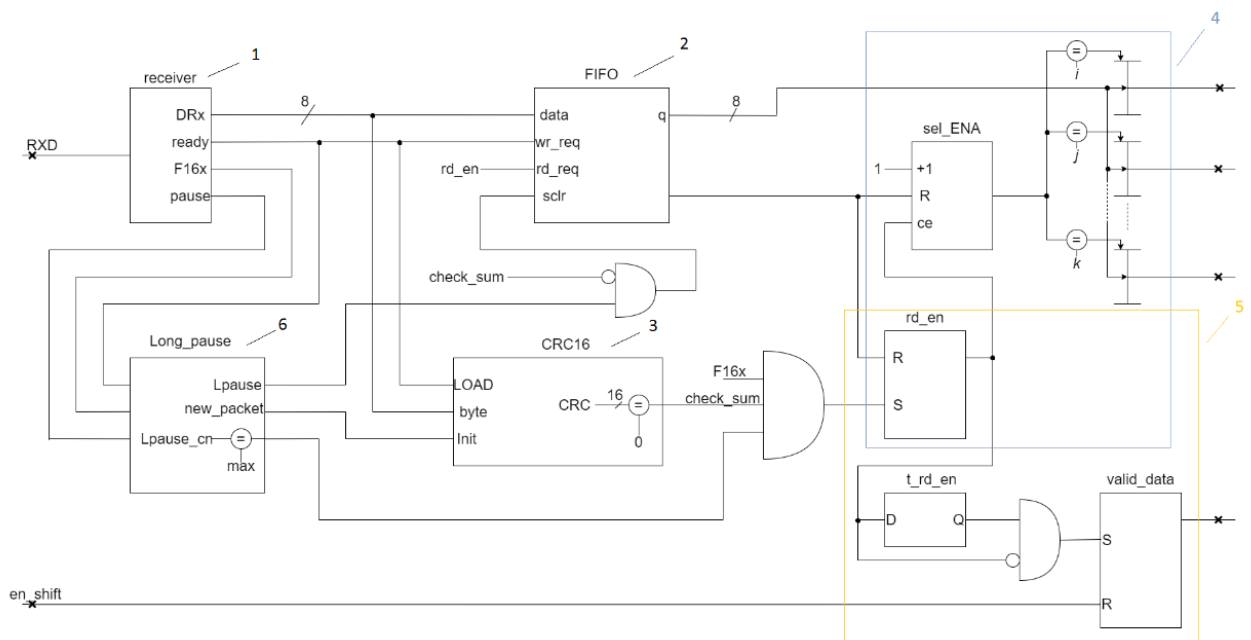 1
receiver
DRx
ready
F16x
pause
RXD
8
2
FIFO
data
wr_req
rd_req
sclr
q
rd_en
8
4
sel_ENA
1
+1
R
ce
=
i
=
j
=
k
check_sum
6
Long_pause
Lpause
new_packet
Lpause_cn
=
max
3
CRC16
LOAD
byte
Init
CRC
16
=
0
F16x
check_sum
5
rd_en
R
S
t_rd_en
D
Q
valid_data
S
R
en_shift